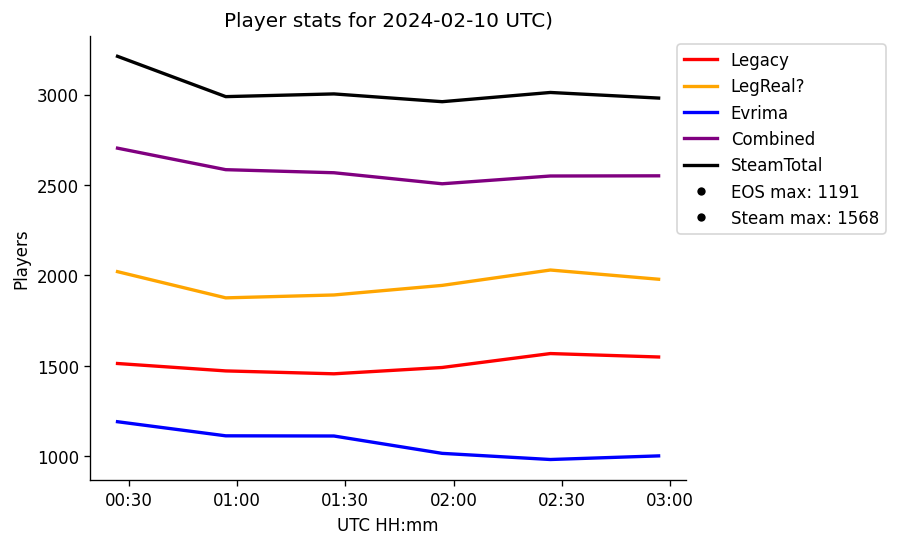 Player stats for 2024-02-10 UTC)
Legacy
LegReal?
Evrima
Combined
SteamTotal
EOS max: 1191
Steam max: 1568
Players
3000
2500
2000
1500
1000
00:30 01:00 01:30 02:00 02:30 03:00
UTC HH:mm